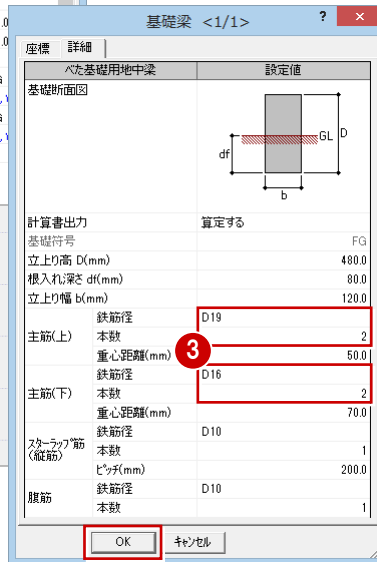 基礎梁 <1/1>
? ×
座標 詳細
べた基礎用地中梁 設定値
基礎断面図
GL
D
df
b
計算書出力 算定する
基礎符号 FG
立上り高 D(mm) 480.0
根入れ深さ df(mm) 80.0
立上り幅 b(mm) 120.0
主筋(上) 鉄筋径 D19
本数 2
重心距離(mm) 50.0
3
主筋(下) 鉄筋径 D16
本数 2
重心距離(mm) 70.0
スターラップ筋
(縦筋)
鉄筋径 D10
本数 1
ピッチ(mm) 200.0
腹筋 鉄筋径 D10
本数 1
OK キャンセル